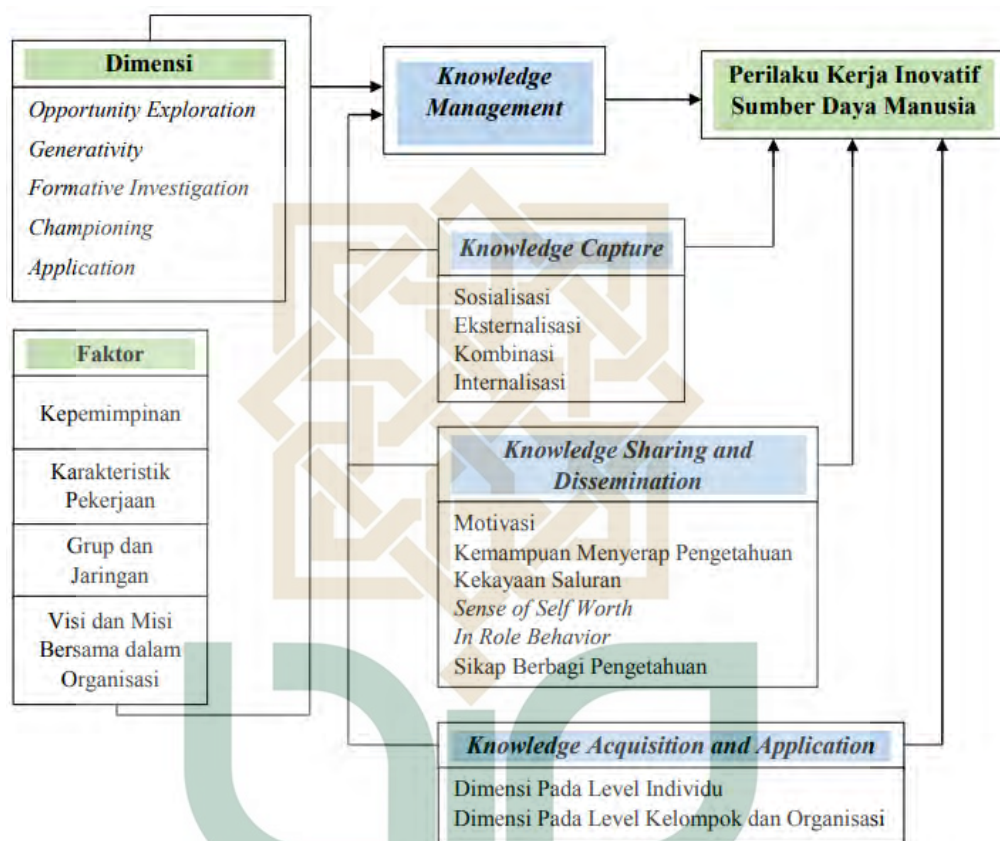 Dimensi
Opportunity Exploration
Generativity
Formative Investigation
Championing
Application
Faktor
Kepemimpinan
Karakteristik
Pekerjaan
Grup dan
Jaringan
Visi dan Misi
Bersama dalam
Organisasi
Knowledge
Management
Perilaku Kerja Inovatif
Sumber Daya Manusia
Knowledge Capture
Sosialisasi
Eksternalisasi
Kombinasi
Internalisasi
Knowledge Sharing and
Dissemination
Motivasi
Kemampuan Menyerap Pengetahuan
Kekayaan Saluran
Sense of Self Worth
In Role Behavior
Sikap Berbagi Pengetahuan
Knowledge Acquisition and Application
Dimensi Pada Level Individu
Dimensi Pada Level Kelompok dan Organisasi